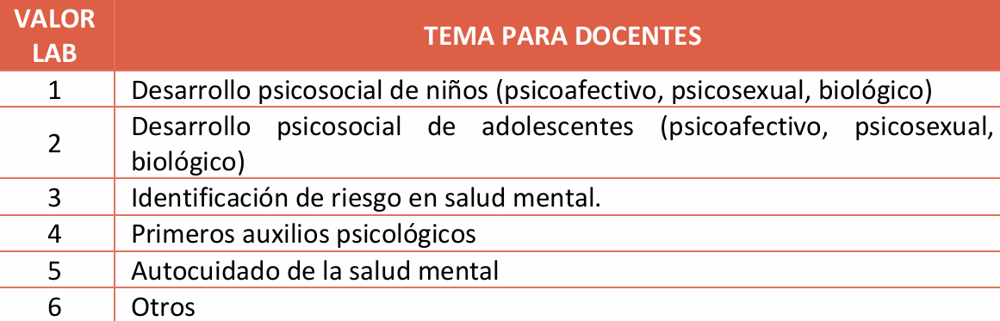 VALOR
LAB
TEMA PARA DOCENTES
1 Desarrollo psicosocial de niños (psicoafectivo, psicosexual, biológico)
2 Desarrollo psicosocial de adolescentes (psicoafectivo, psicosexual,
biológico)
3 Identificación de riesgo en salud mental.
4 Primeros auxilios psicológicos
5 Autocuidado de la salud mental
6 Otros